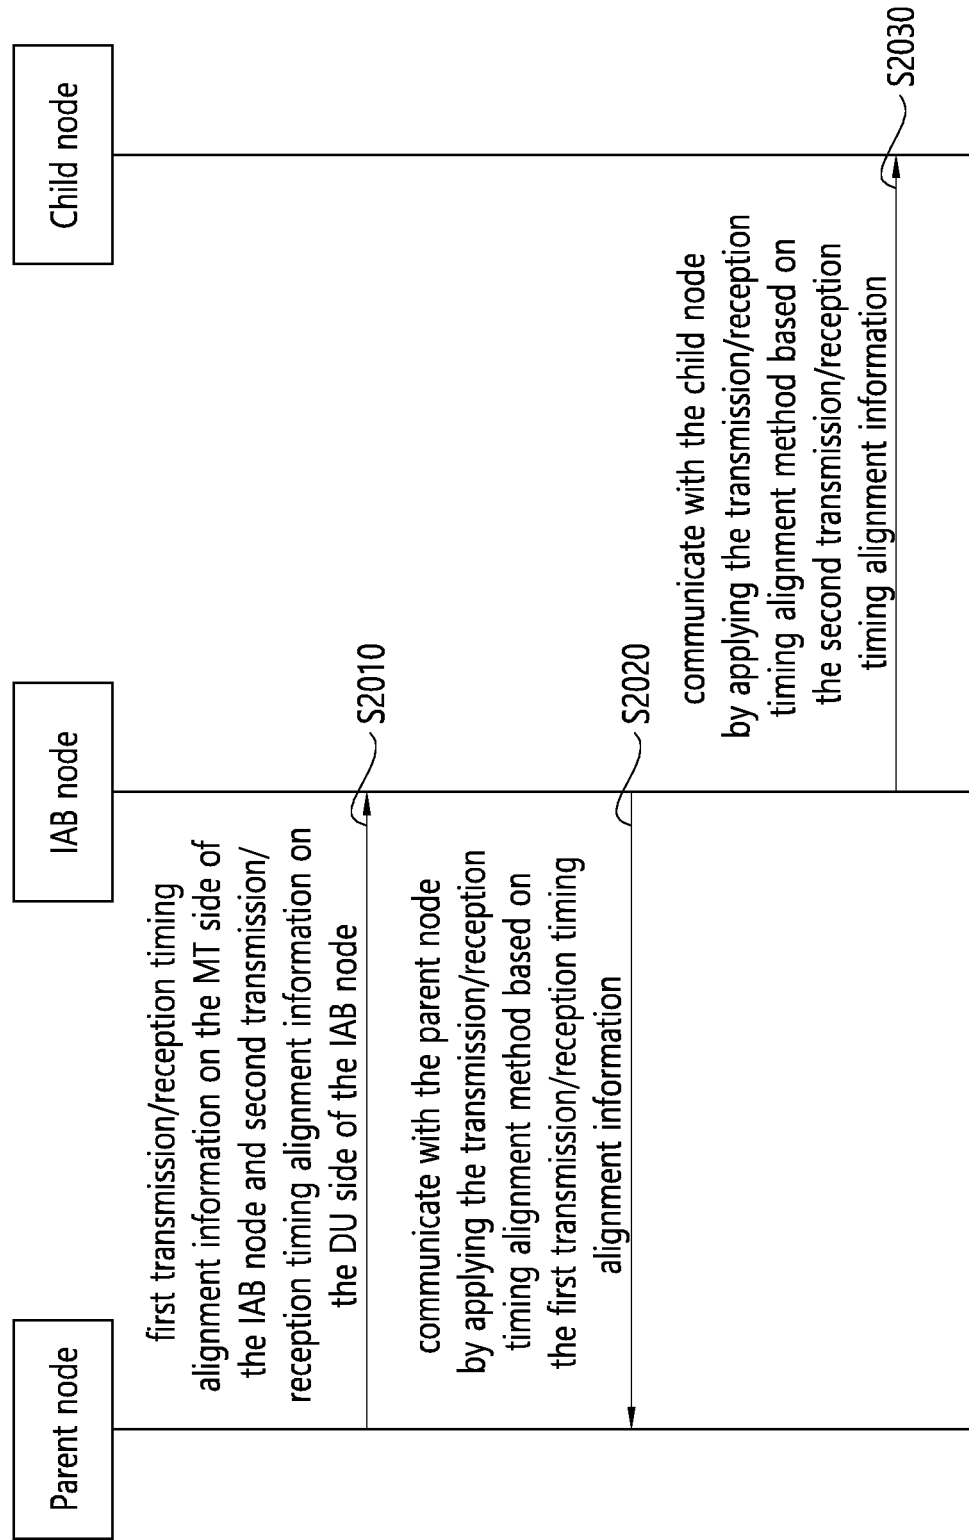 Parent node
IAB node
Child node
first transmission/reception timing
alignment information on the MT side of
the IAB node and second transmission/
reception timing alignment information on
the DU side of the IAB node
S2010
communicate with the parent node
by applying the transmission/reception
timing alignment method based on
the first transmission/reception timing
alignment information
S2020
communicate with the child node
by applying the transmission/reception
timing alignment method based on
the second transmission/reception
timing alignment information
S2030